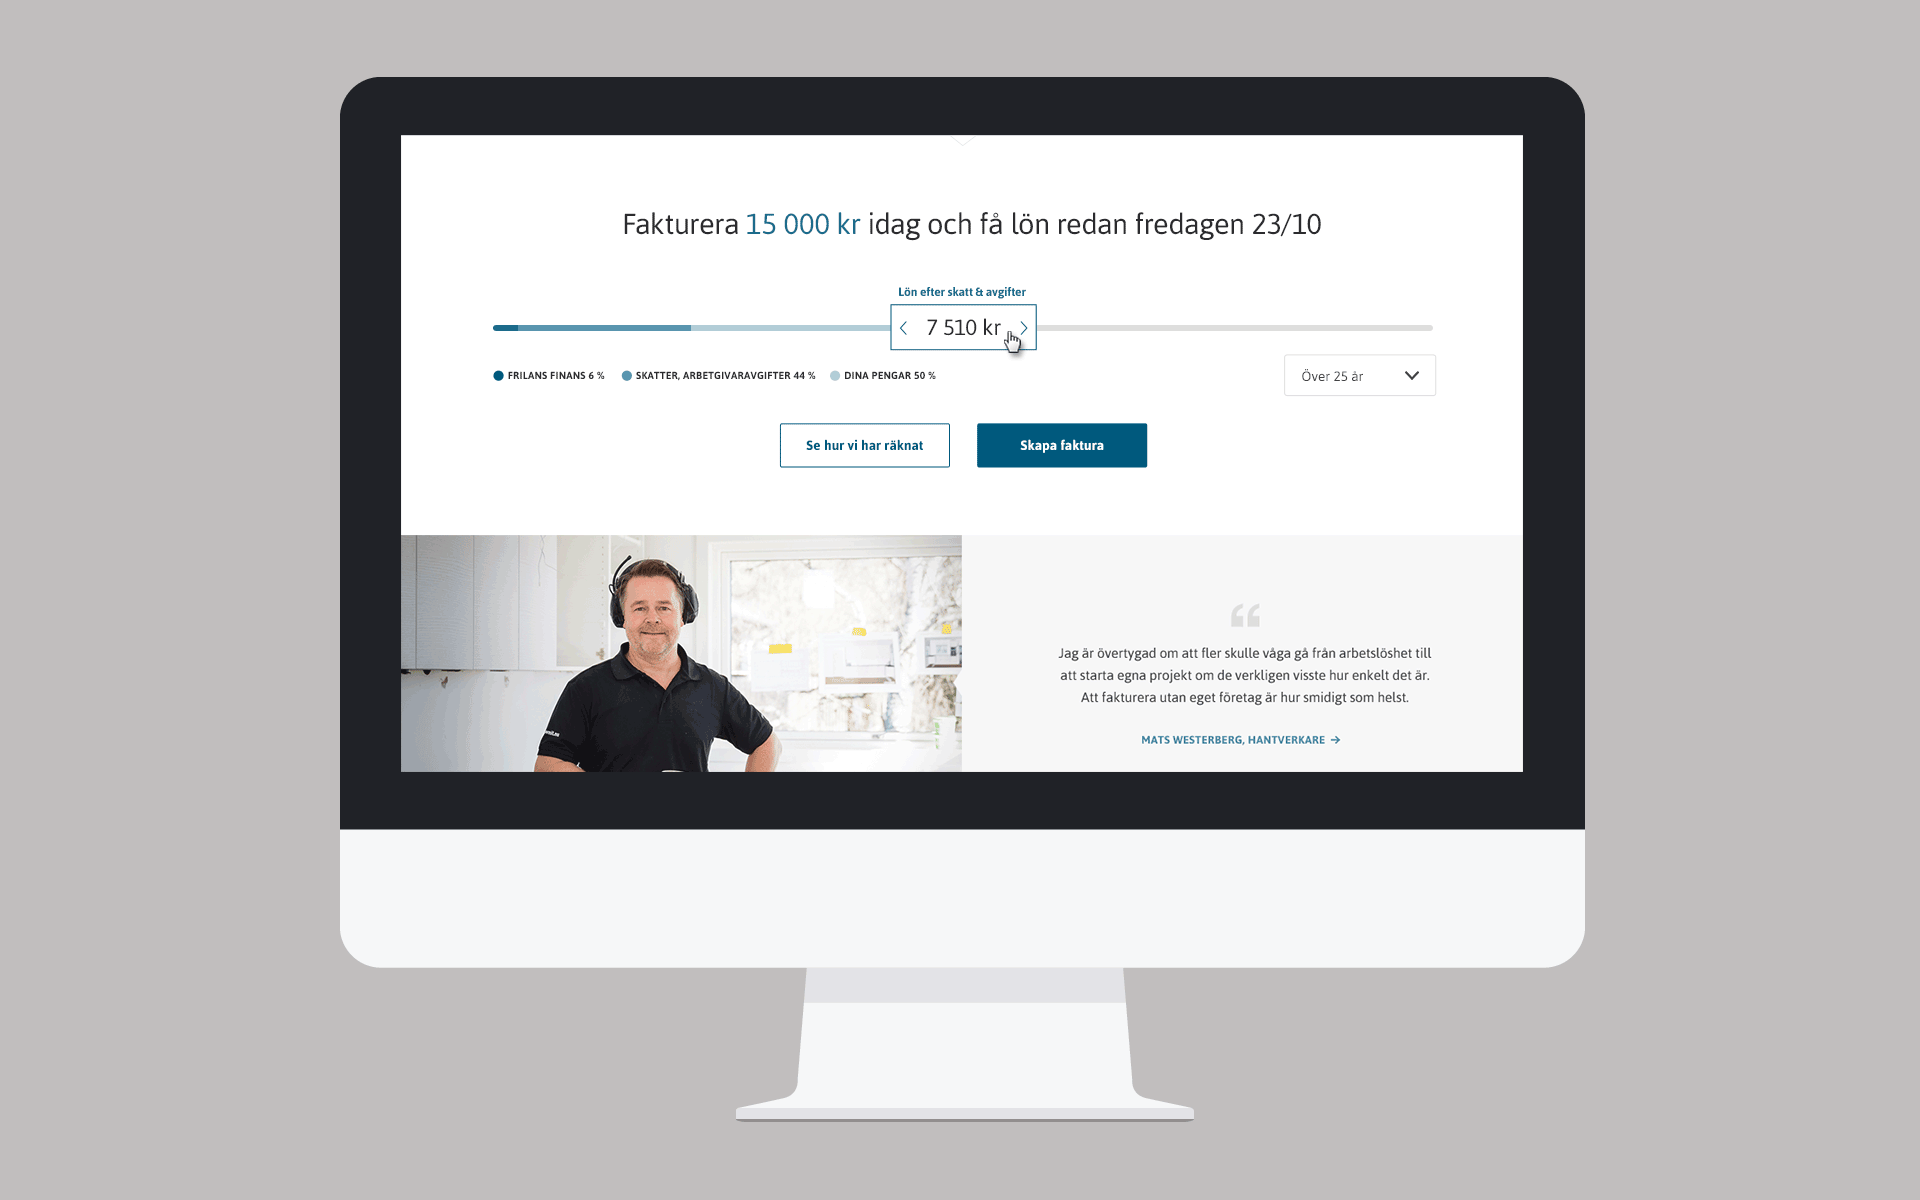 Fakturera 15 000 kr idag och få lön redan fredagen 23/10
Lön efter skatt & avgifter
7 510 kr
FRILANS FINANS 6 %
SKATTER, ARBETGIVARAVGIFTER 44 %
DINA PENGAR 50 %
Över 25 år
Se hur vi har räknat
Skapa faktura
“
Jag är övertygad om att fler skulle våga gå från arbetslöshet till
att starta egna projekt om de verkligen visste hur enkelt det är.
Att fakturera utan eget företag är hur smidigt som helst.
MATS WESTERBERG, HANTVERKARE →